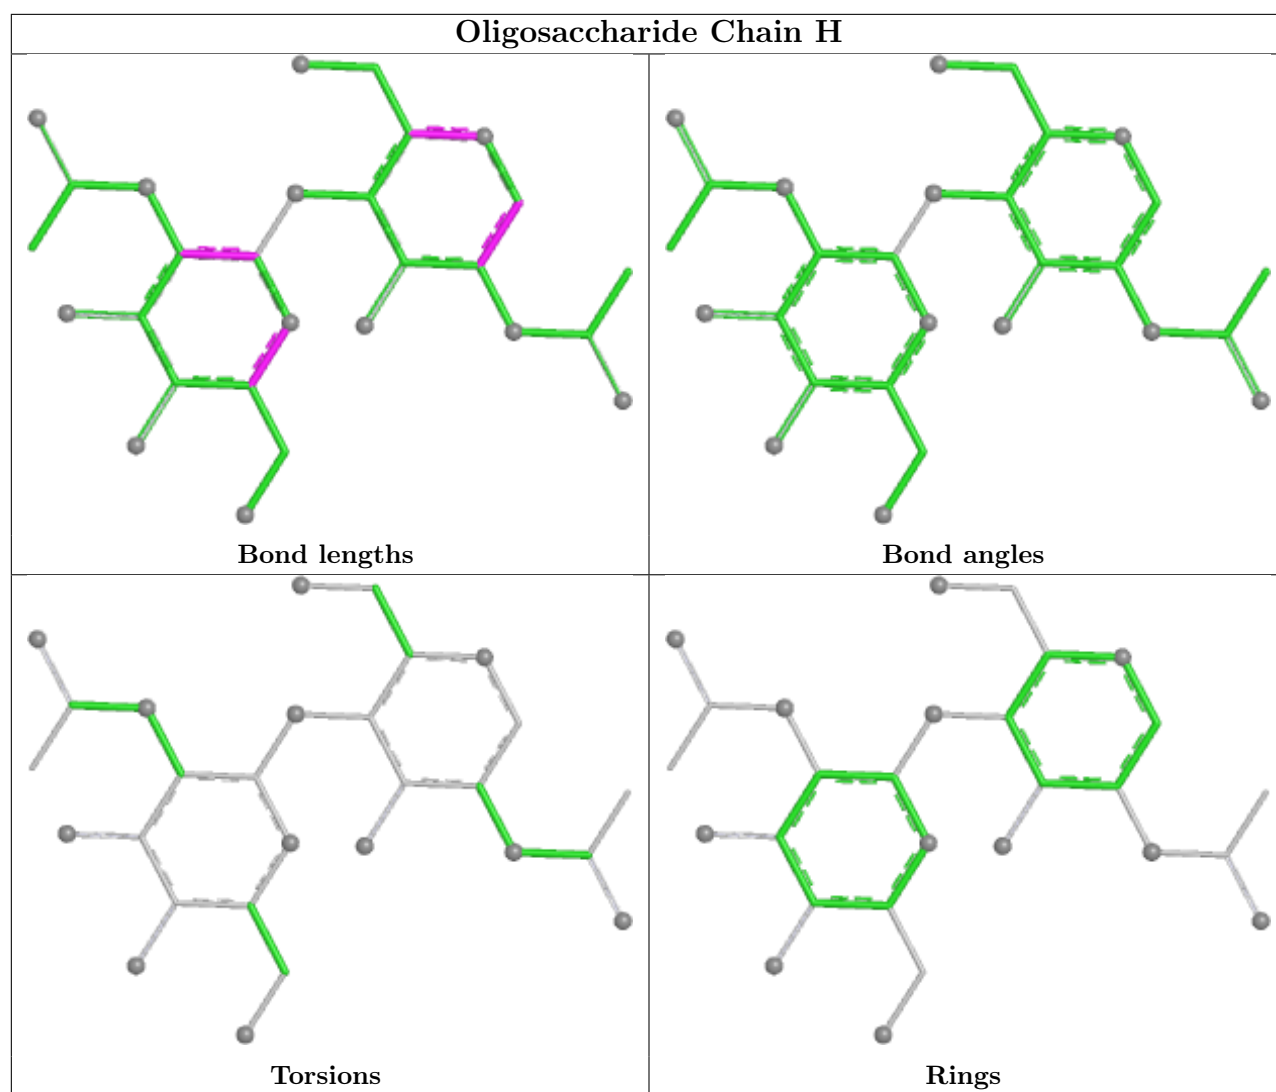 Oligosaccharide Chain H
Bond lengths
Bond angles
Torsions
Rings